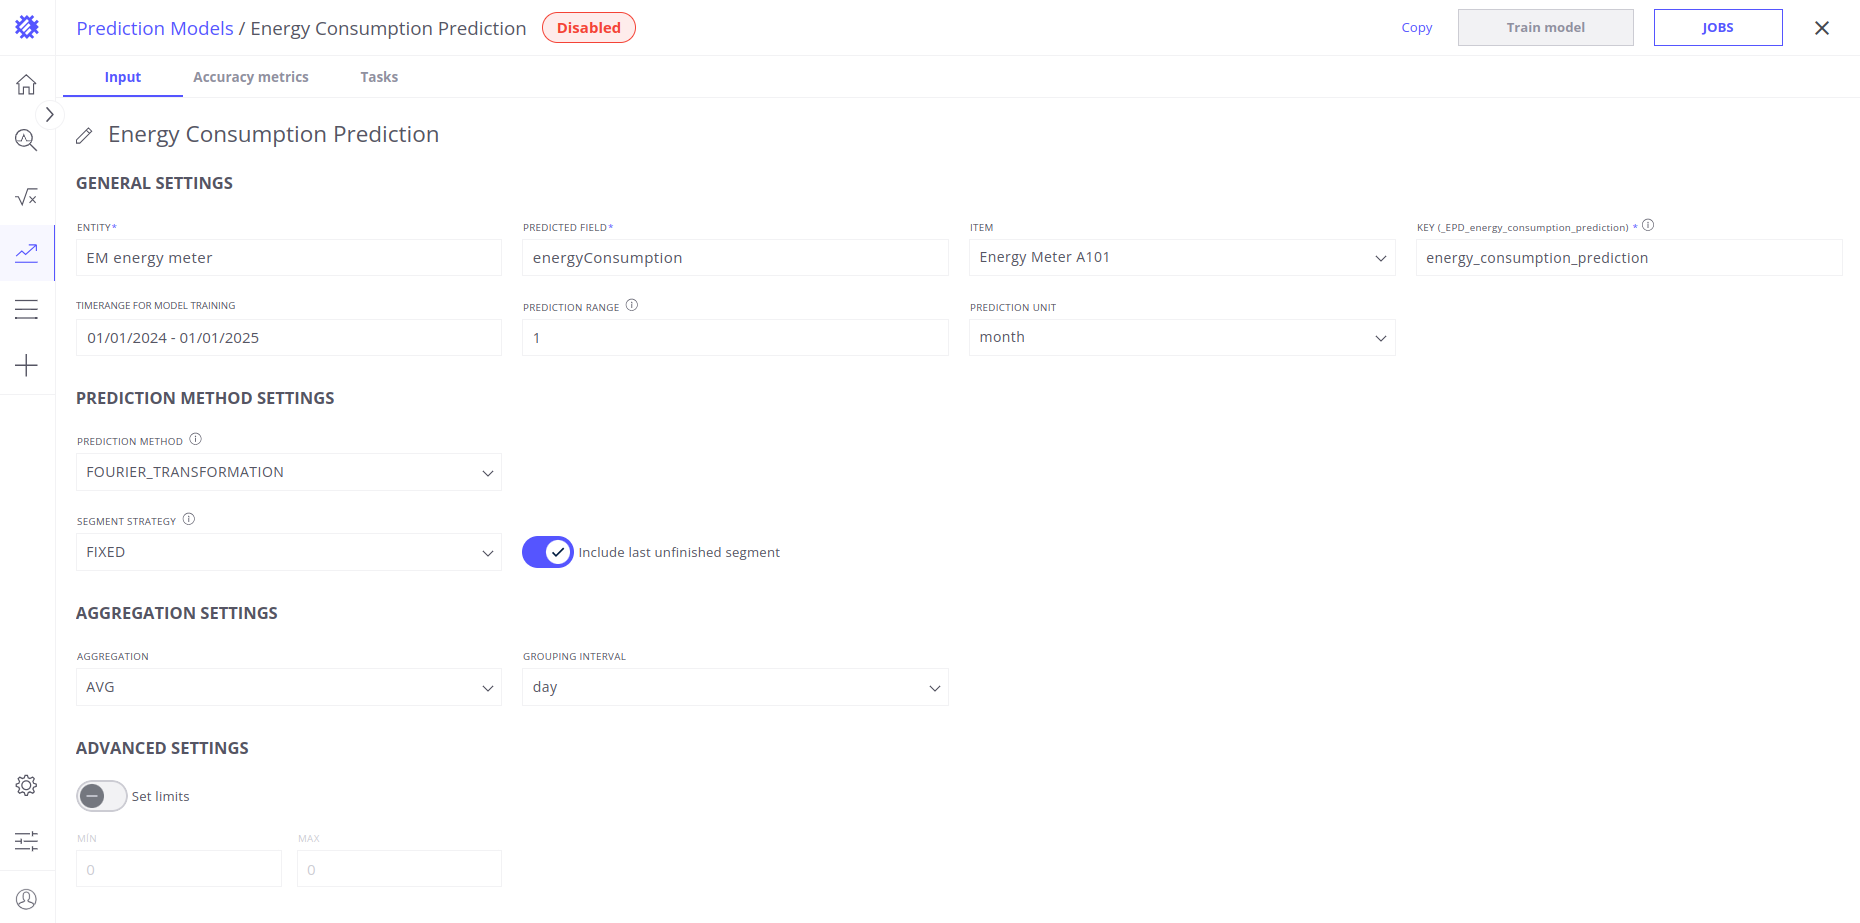 Prediction Models / Energy Consumption Prediction Disabled Copy Train model JOBS
Input Accuracy metrics Tasks
Energy Consumption Prediction
GENERAL SETTINGS
ENTITY* PREDICTED FIELD* ITEM KEY (_EPD_energy_consumption_prediction) *
EM energy meter energyConsumption Energy Meter A101 energy_consumption_prediction
TIMERANGE FOR MODEL TRAINING PREDICTION RANGE PREDICTION UNIT
01/01/2024 - 01/01/2025 1 month
PREDICTION METHOD SETTINGS
PREDICTION METHOD
FOURIER_TRANSFORMATION
SEGMENT STRATEGY
FIXED Include last unfinished segment
AGGREGATION SETTINGS
AGGREGATION GROUPING INTERVAL
AVG day
ADVANCED SETTINGS
Set limits
MÍN MAX
0 0